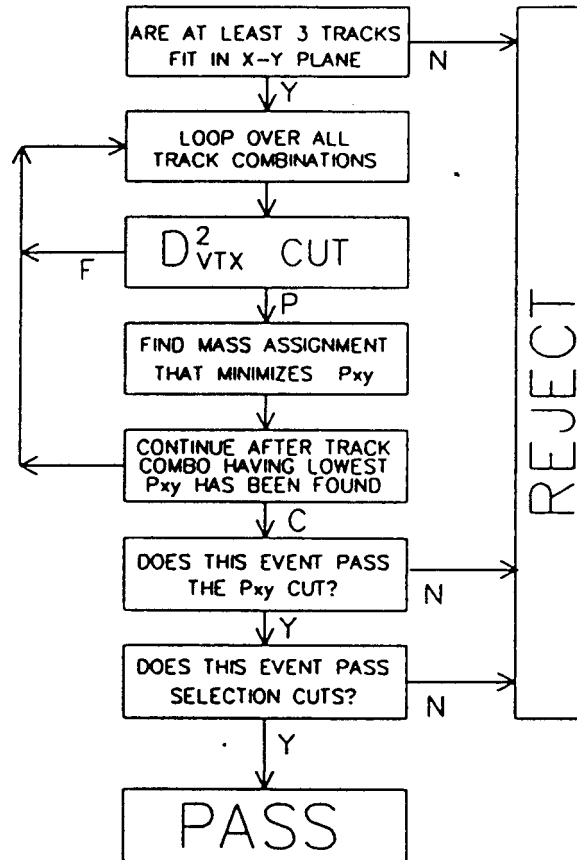 ARE AT LEAST 3 TRACKS
FIT IN X-Y PLANE
N
Y
LOOP OVER ALL
TRACK COMBINATIONS
D²VTX CUT
F
P
FIND MASS ASSIGNMENT
THAT MINIMIZES Pxy
CONTINUE AFTER TRACK
COMBO HAVING LOWEST
Pxy HAS BEEN FOUND
C
DOES THIS EVENT PASS
THE Pxy CUT?
N
Y
DOES THIS EVENT PASS
SELECTION CUTS?
N
Y
PASS
REJECT